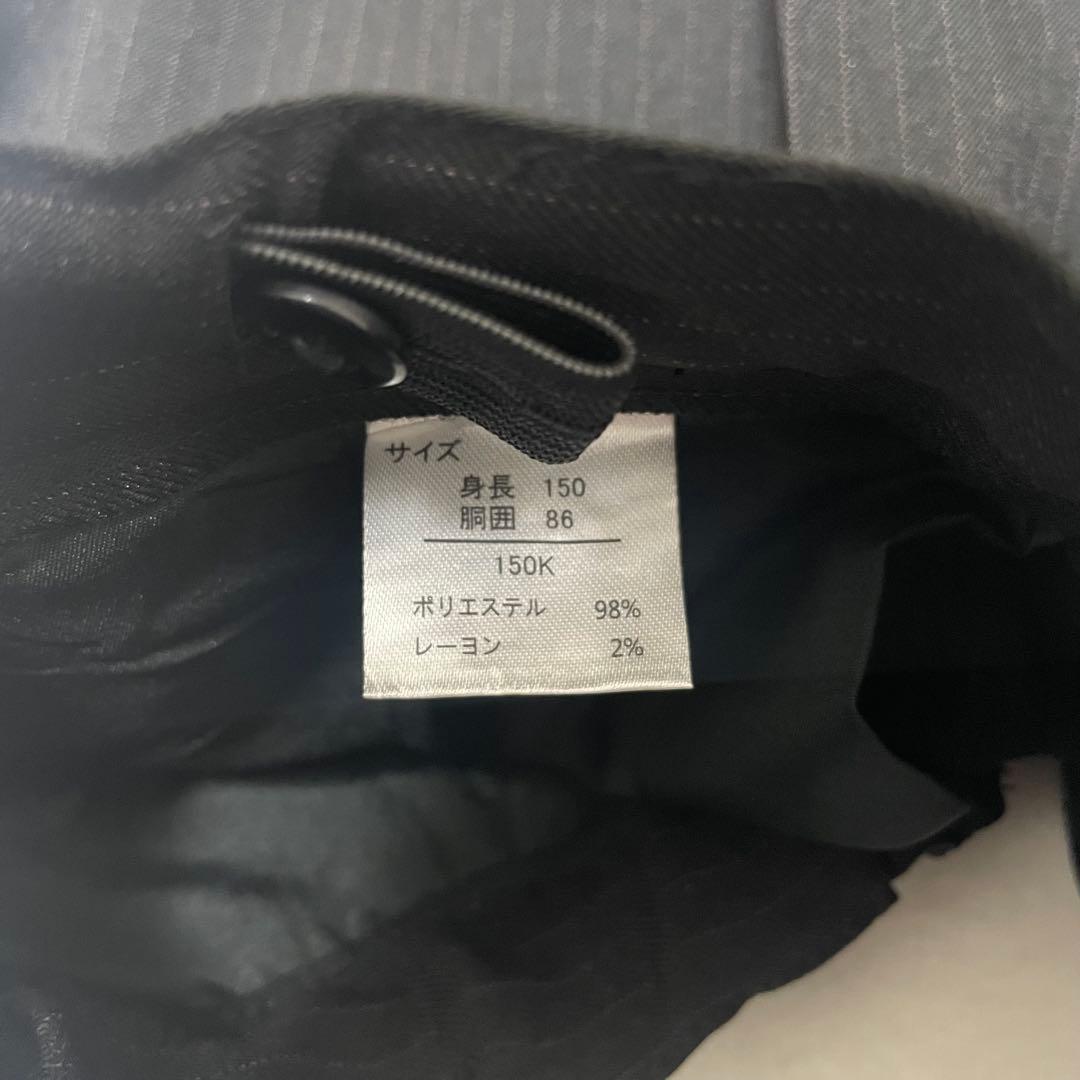 サイズ
身長 150
胴囲 86
150K
ポリエステル 98%
レーヨン 2%